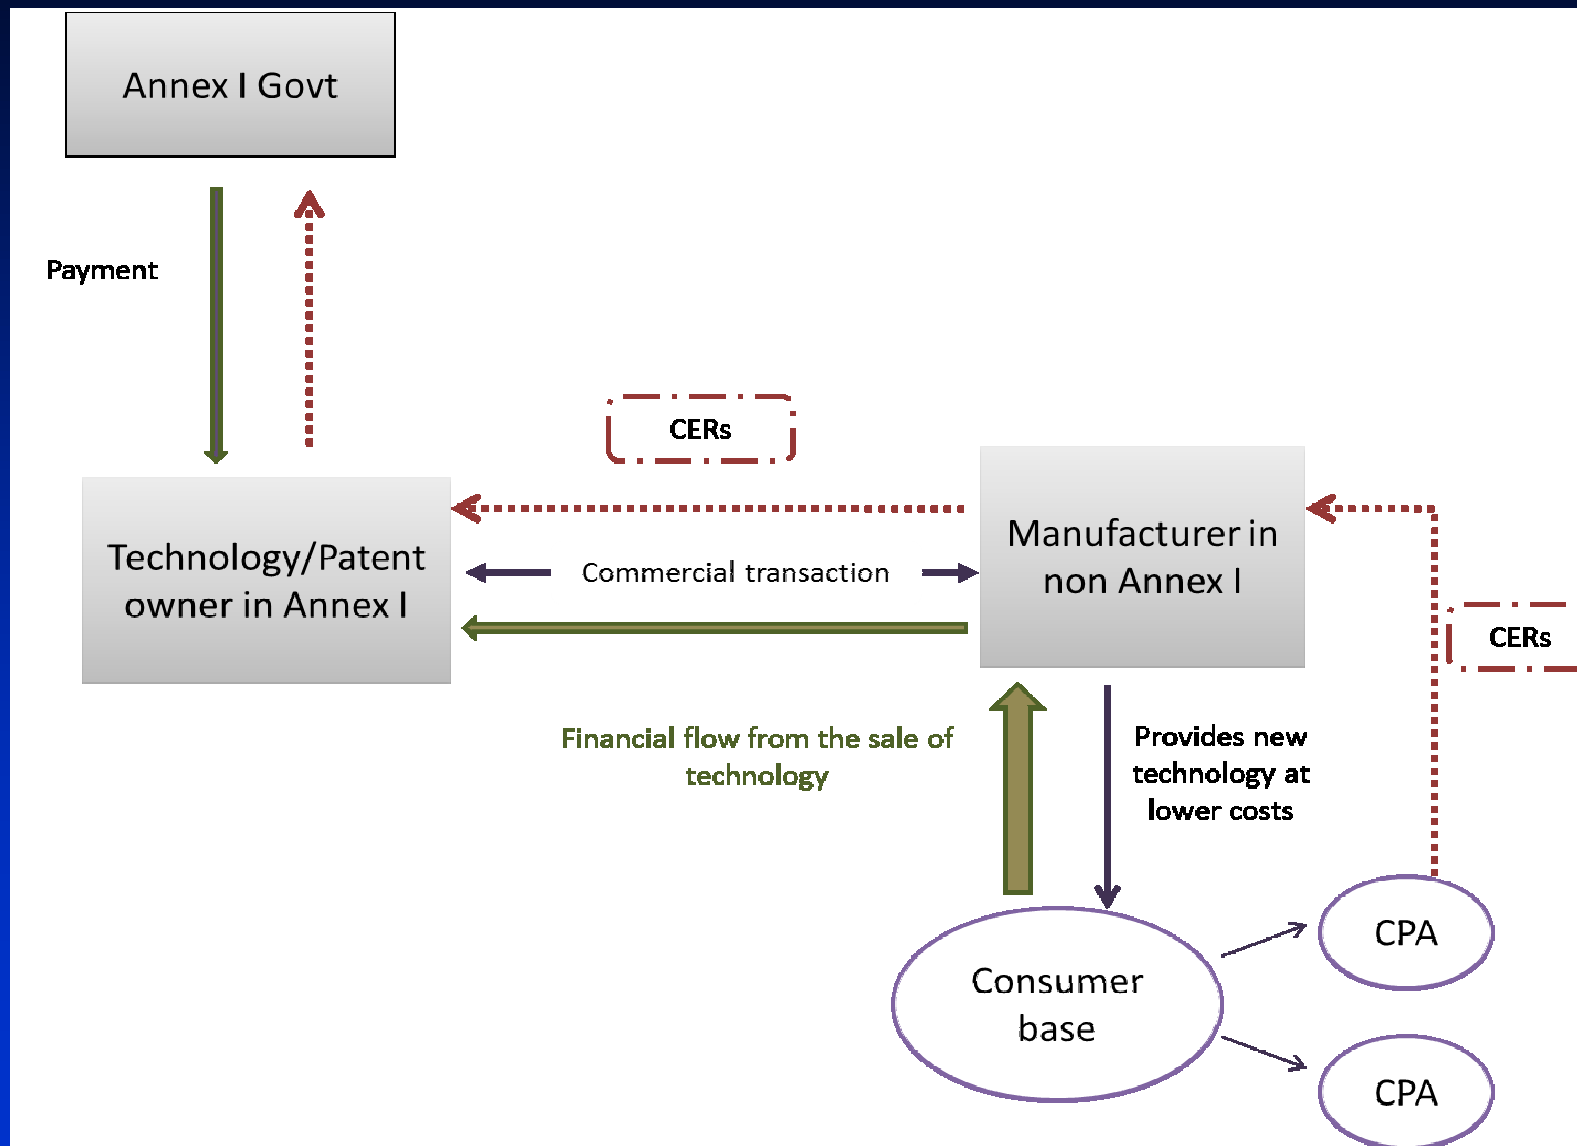 Annex I Govt
Payment
CERs
Technology/Patent
owner in Annex I
Commercial transaction
Manufacturer in
non Annex I
CERs
Financial flow from the sale of
technology
Provides new
technology at
lower costs
Consumer
base
CPA
CPA